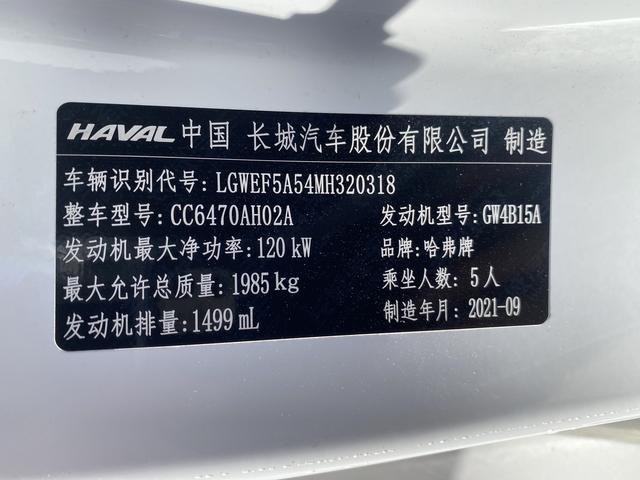 HAVAL 中国 长城汽车股份有限公司 制造
车辆识别代号: LGWEF5A54MH320318
整车型号: CC6470AH02A 发动机型号: GW4B15A
发动机最大净功率: 120 kW 品牌: 哈弗牌
最大允许总质量: 1985 kg 乘坐人数: 5 人
发动机排量: 1499 mL 制造年月: 2021-09